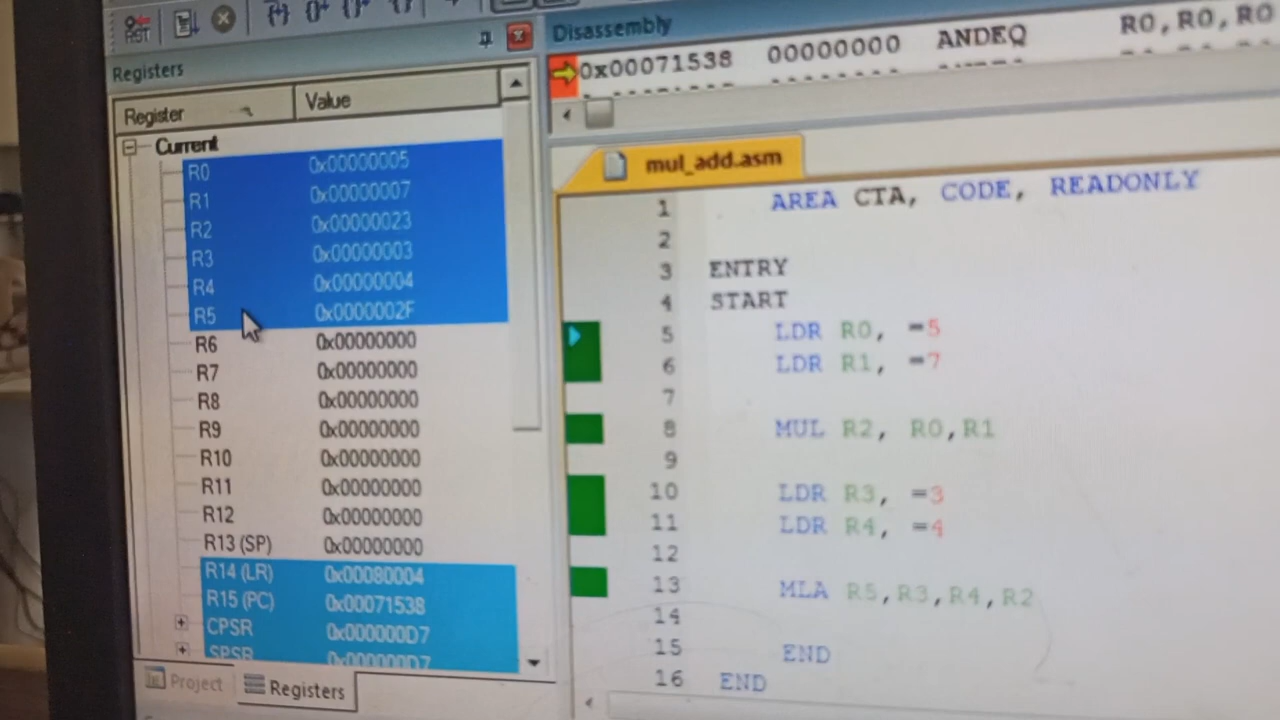 RST
Registers
Register Value
Current
R0 0x00000005
R1 0x00000007
R2 0x00000023
R3 0x00000003
R4 0x00000004
R5 0x0000002F
R6 0x00000000
R7 0x00000000
R8 0x00000000
R9 0x00000000
R10 0x00000000
R11 0x00000000
R12 0x00000000
R13 (SP) 0x00000000
R14 (LR) 0x00080004
R15 (PC) 0x00071538
CPSR 0x000000D7
SPSR 0x000000D7
Project Registers
Disassembly
0x00071538 00000000 ANDEQ R0,R0,R0
mul_add.asm
1 AREA CTA, CODE, READONLY
2
3 ENTRY
4 START
5 LDR R0, =5
6 LDR R1, =7
7
8 MUL R2, R0,R1
9
10 LDR R3, =3
11 LDR R4, =4
12
13 MLA R5,R3,R4,R2
14
15 END
16 END